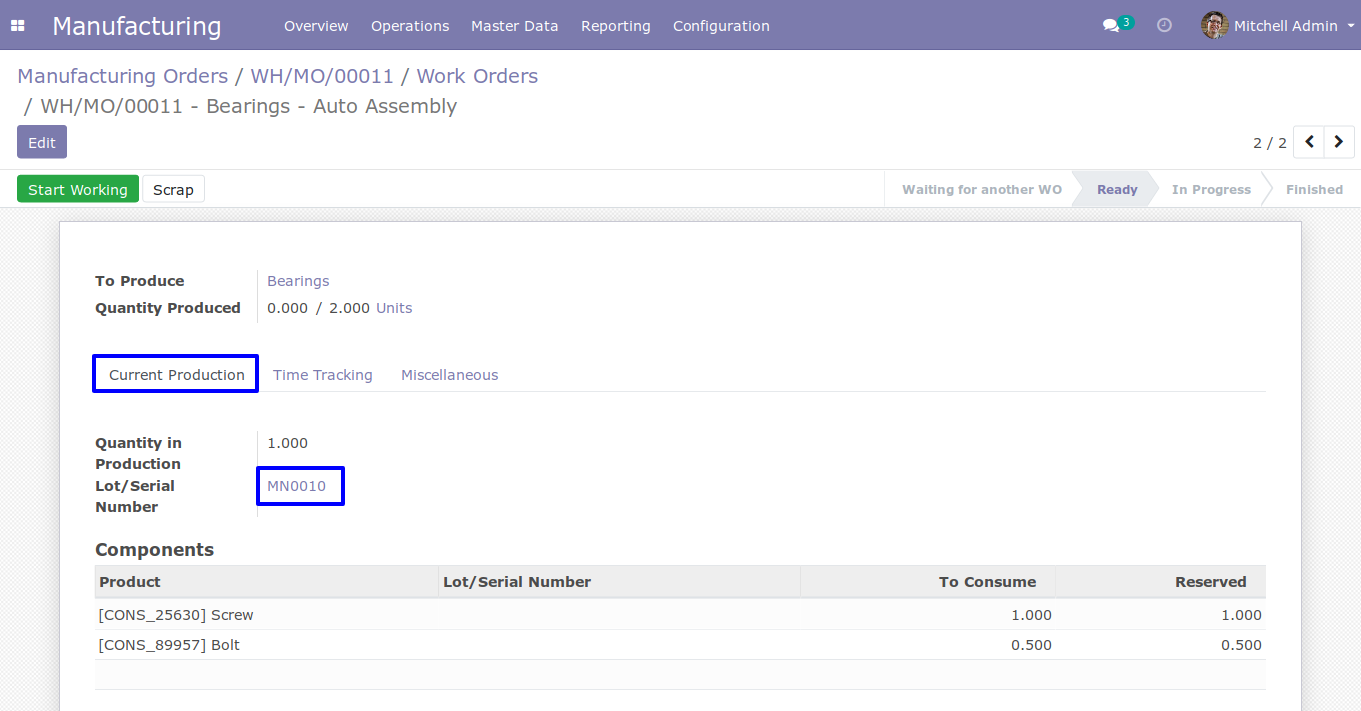 Manufacturing Overview Operations Master Data Reporting Configuration 3 Mitchell Admin
Manufacturing Orders / WH/MO/00011 / Work Orders
/ WH/MO/00011 - Bearings - Auto Assembly
Edit 2 / 2
Start Working Scrap Waiting for another WO Ready In Progress Finished
To Produce Bearings
Quantity Produced 0.000 / 2.000 Units
Current Production Time Tracking Miscellaneous
Quantity in 1.000
Production
Lot/Serial MN0010
Number
Components
Product Lot/Serial Number To Consume Reserved
[CONS_25630] Screw 1.000 1.000
[CONS_89957] Bolt 0.500 0.500